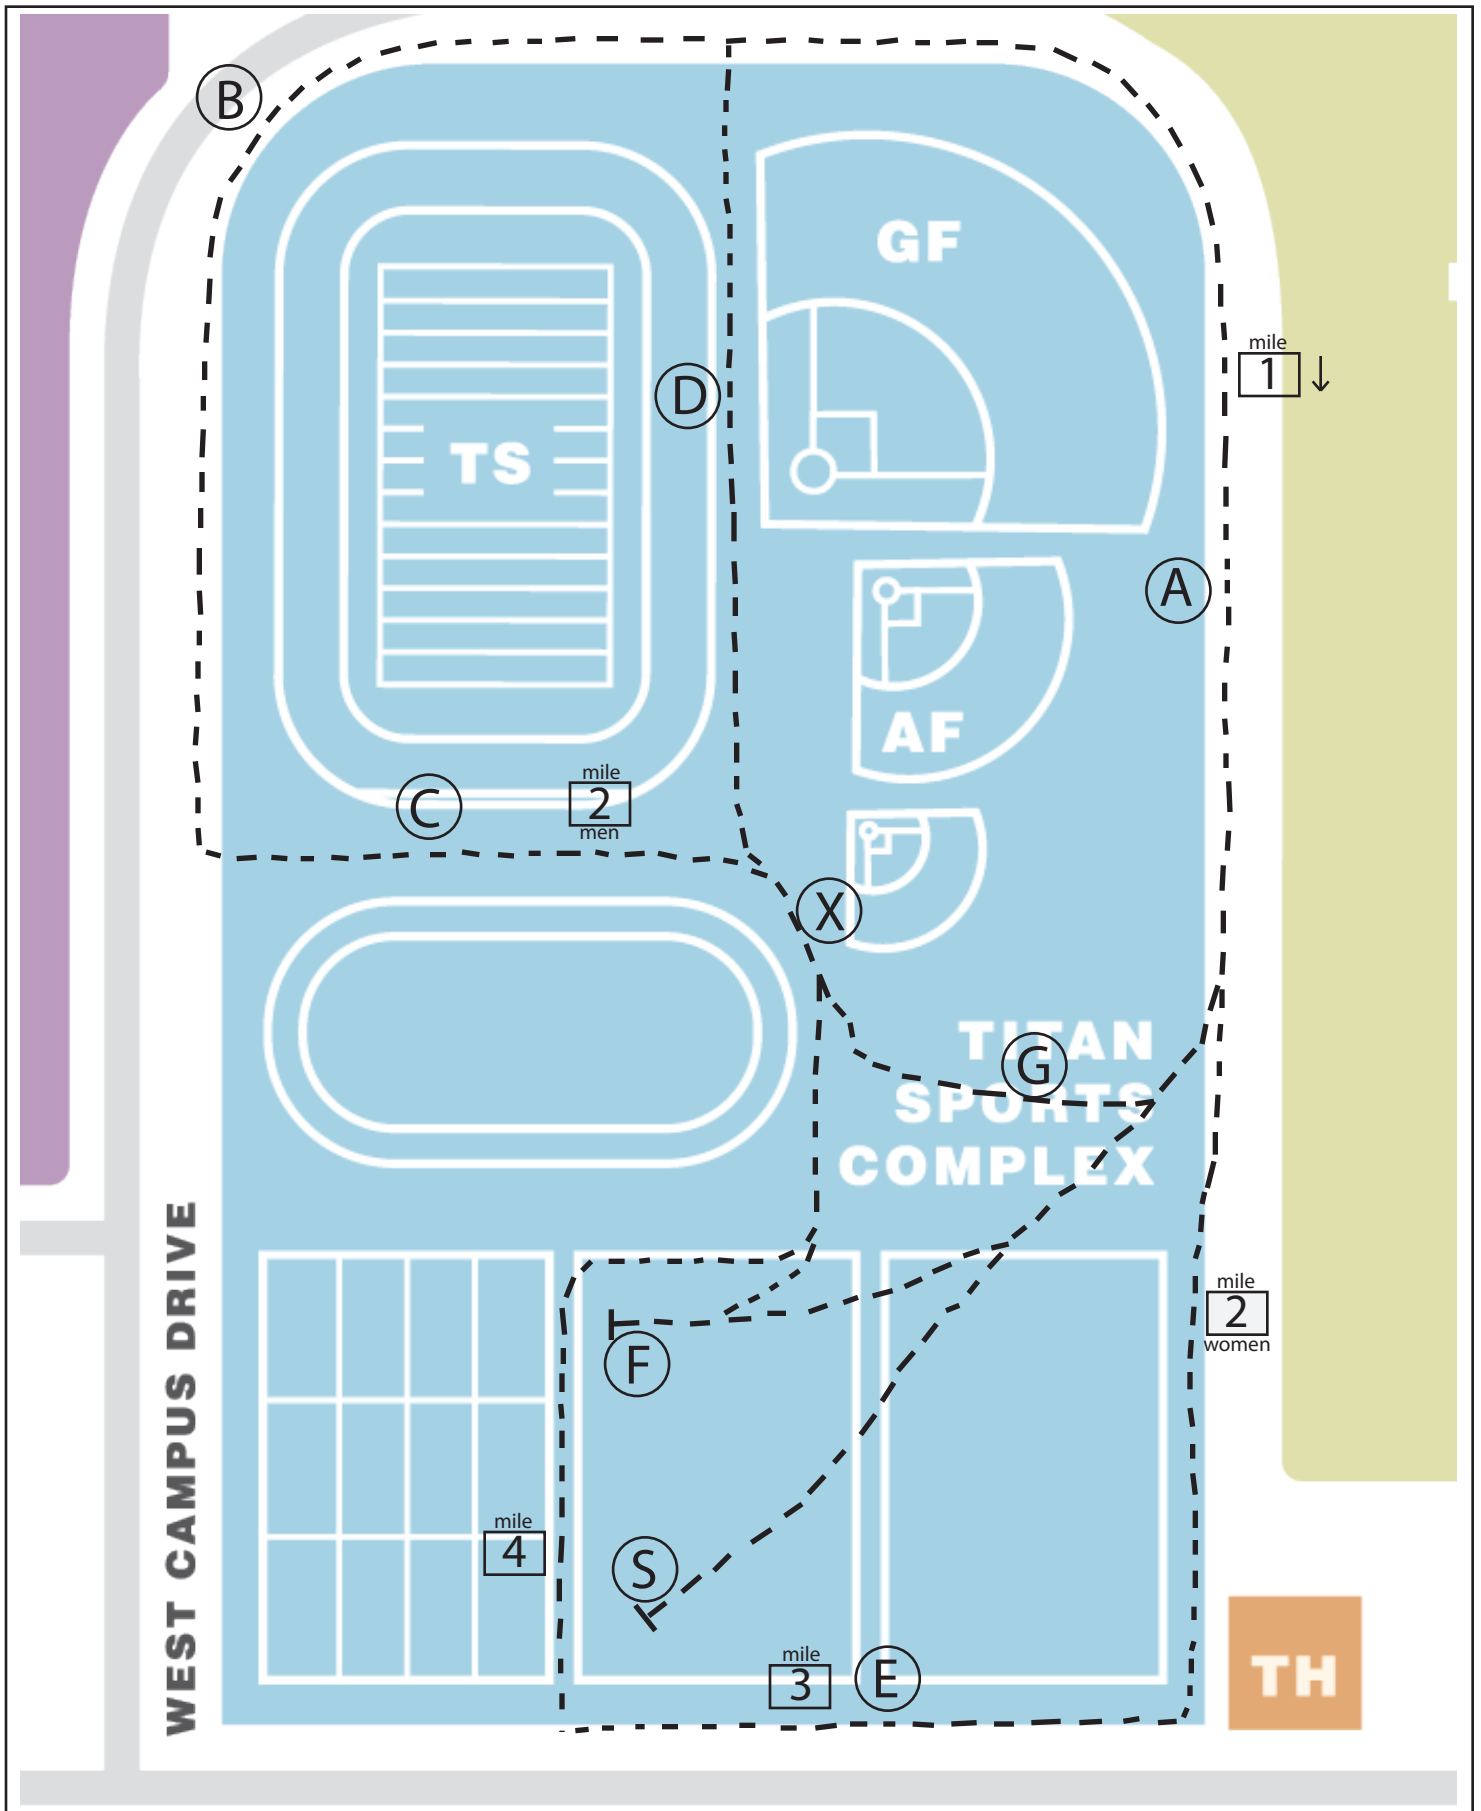 B
GF
mile
1 ↓
D
TS
A
AF
mile
2
men
C
X
TITAN
SPORTS
COMPLEX
G
WEST CAMPUS DRIVE
mile
2
women
F
mile
4
S
mile
3
E
TH